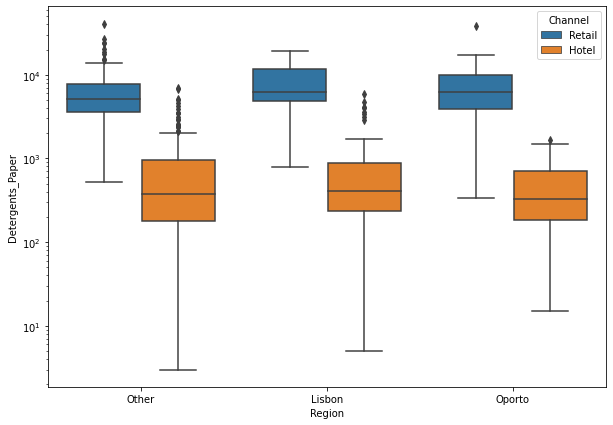 Channel
Retail
Hotel
10^4
10^3
10^2
10^1
Detergents_Paper
Other
Lisbon
Oporto
Region